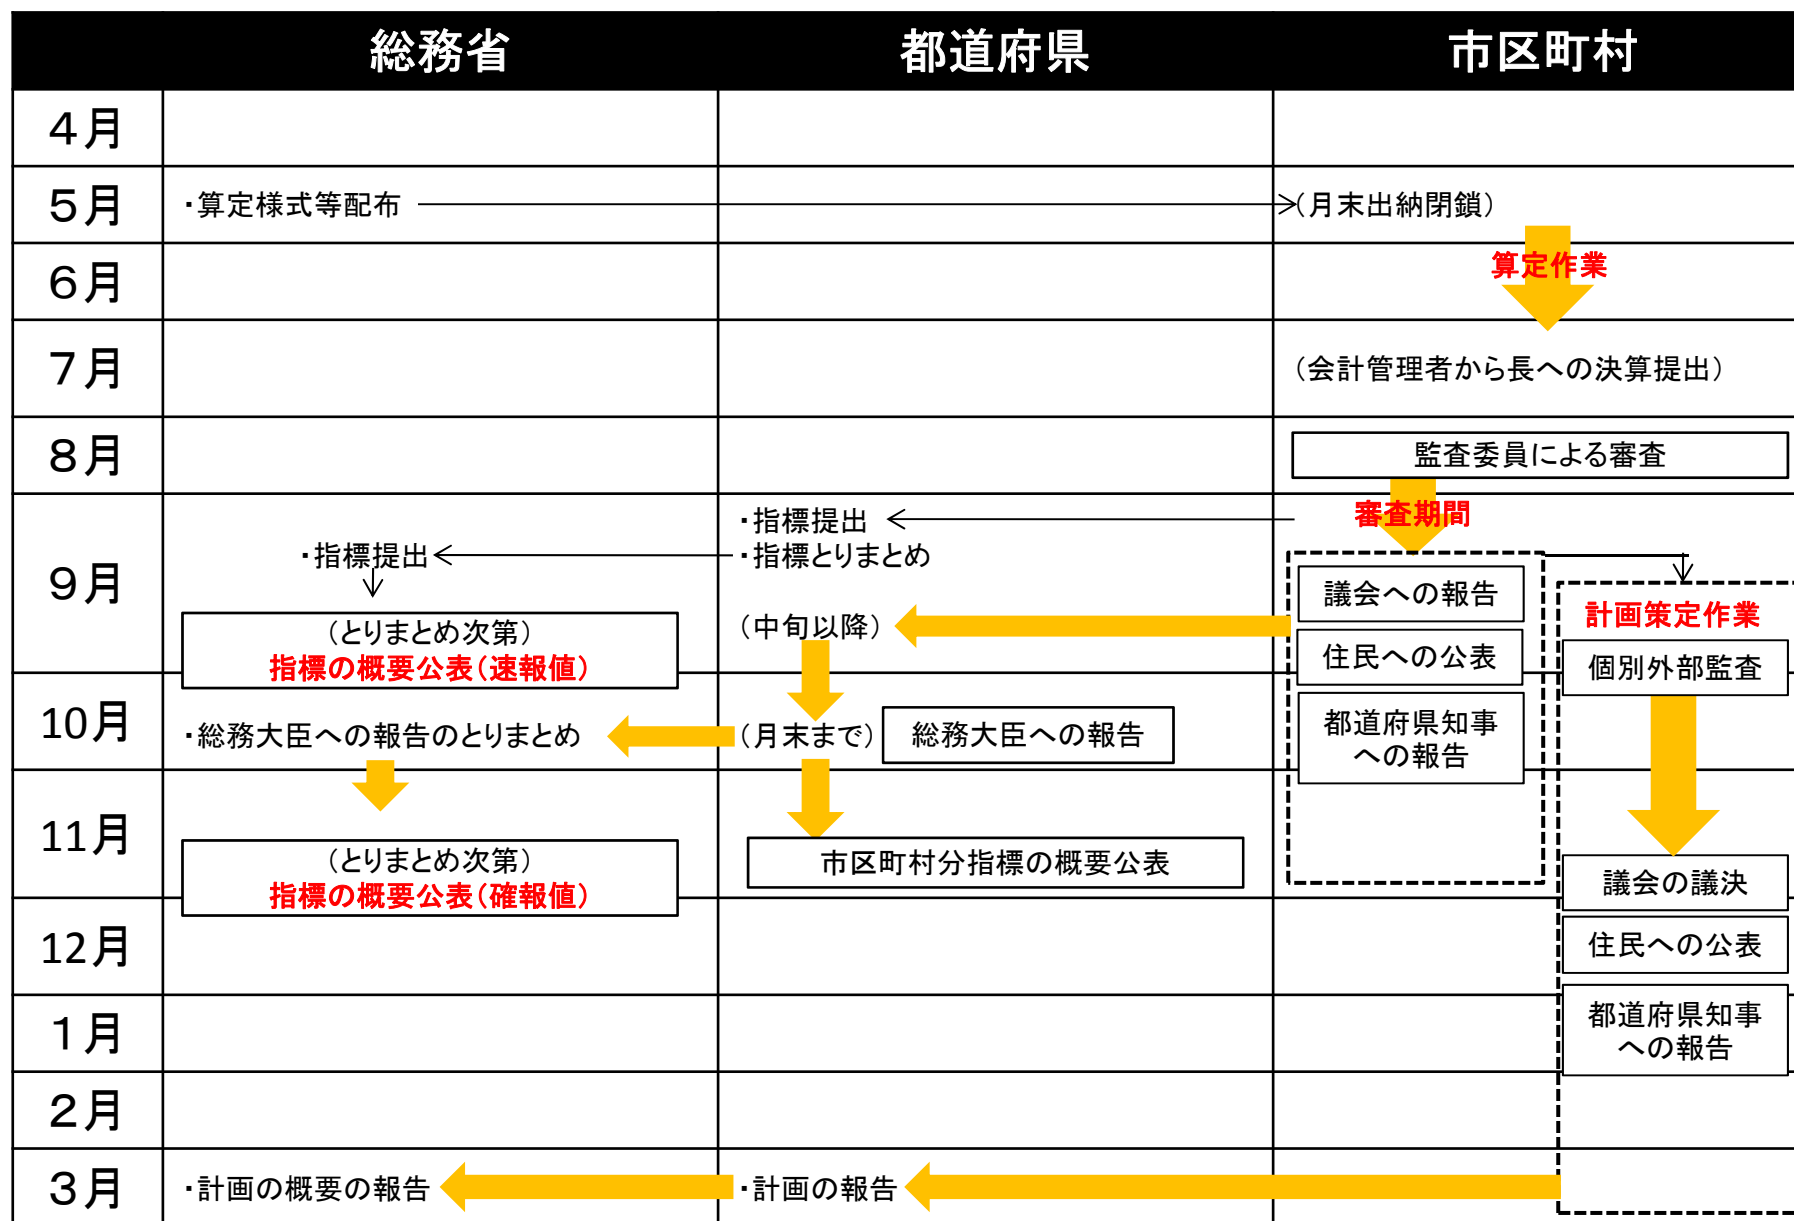 総務省
都道府県
市区町村
4月
5月
・算定様式等配布
(月末出納閉鎖)
6月
算定作業
7月
(会計管理者から長への決算提出)
8月
監査委員による審査
9月
審査期間
・指標提出
・指標とりまとめ
・指標提出
(とりまとめ次第)
指標の概要公表(速報値)
(中旬以降)
議会への報告
住民への公表
都道府県知事
への報告
計画策定作業
個別外部監査
10月
・総務大臣への報告のとりまとめ
(月末まで)
総務大臣への報告
11月
(とりまとめ次第)
指標の概要公表(確報値)
市区町村分指標の概要公表
議会の議決
12月
住民への公表
1月
都道府県知事
への報告
2月
3月
・計画の概要の報告
・計画の報告